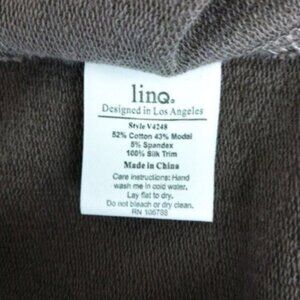 linQ.
Designed in Los Angeles
Style V4248
52% Cotton 43% Modal
5% Spandex
100% Silk Trim
Made in China
Care instructions: Hand
wash me in cold water.
Lay flat to dry.
Do not bleach or dry clean.
RN 106733